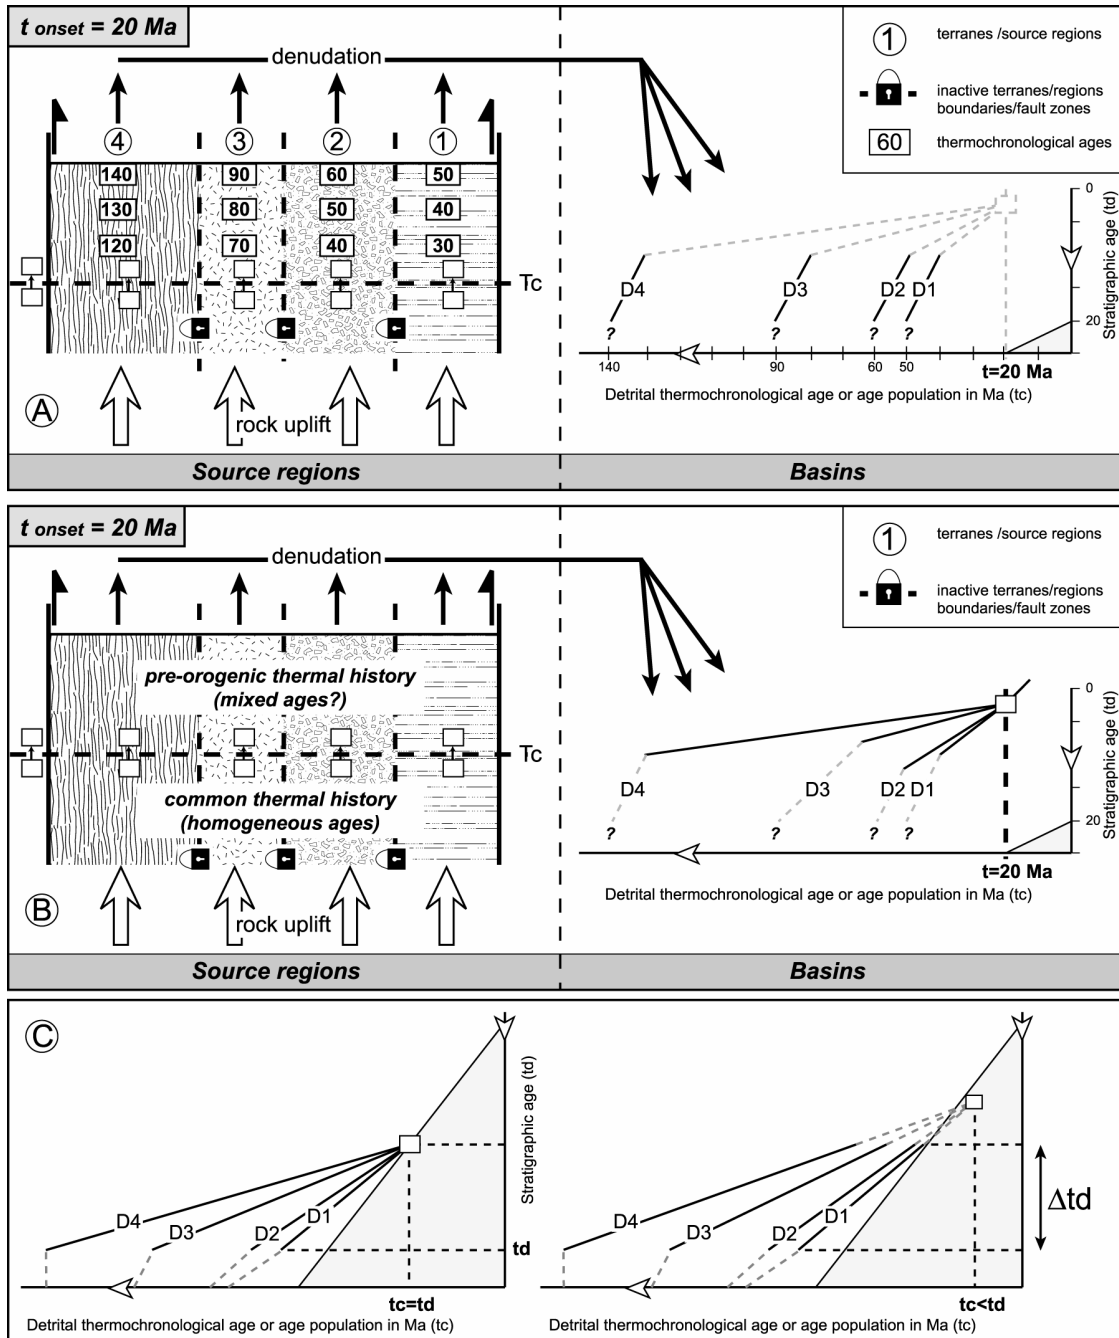 t onset = 20 Ma
denudation
4
3
2
1
140
90
60
50
130
80
50
40
120
70
40
30
Tc
rock uplift
A
Source regions
1
terranes /source regions
inactive terranes/regions
boundaries/fault zones
60
thermochronological ages
0
Stratigraphic age (td)
20
D4
D3
D2
D1
?
?
?
?
140
90
60
50
t=20 Ma
Detrital thermochronological age or age population in Ma (tc)
Basins
t onset = 20 Ma
denudation
pre-orogenic thermal history
(mixed ages?)
Tc
common thermal history
(homogeneous ages)
rock uplift
B
Source regions
1
terranes /source regions
inactive terranes/regions
boundaries/fault zones
0
Stratigraphic age (td)
20
D4
D3
D2
D1
?
?
?
?
t=20 Ma
Detrital thermochronological age or age population in Ma (tc)
Basins
C
Stratigraphic age (td)
D4
D3
D2
D1
td
tc=td
Detrital thermochronological age or age population in Ma (tc)
D4
D3
D2
D1
Δtd
tc<td
Detrital thermochronological age or age population in Ma (tc)